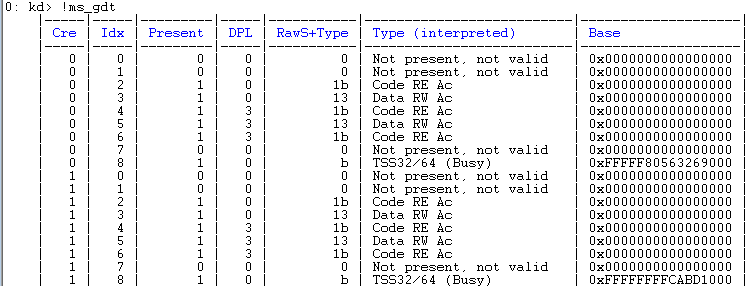 0: kd> !ms_gdt
|-----|-----|---------|-----|------------|--------------------------|--------------------|
| Cre | Idx | Present | DPL | RawS+Type | Type (interpreted) | Base |
|-----|-----|---------|-----|------------|--------------------------|--------------------|
| 0 | 0 | 0 | 0 | 0 | Not present, not valid | 0x0000000000000000 |
| 0 | 1 | 0 | 0 | 0 | Not present, not valid | 0x0000000000000000 |
| 0 | 2 | 1 | 0 | 1b | Code RE Ac | 0x0000000000000000 |
| 0 | 3 | 1 | 0 | 13 | Data RW Ac | 0x0000000000000000 |
| 0 | 4 | 1 | 3 | 1b | Code RE Ac | 0x0000000000000000 |
| 0 | 5 | 1 | 3 | 13 | Data RW Ac | 0x0000000000000000 |
| 0 | 6 | 1 | 3 | 1b | Code RE Ac | 0x0000000000000000 |
| 0 | 7 | 0 | 0 | 0 | Not present, not valid | 0x0000000000000000 |
| 0 | 8 | 1 | 0 | b | TSS32/64 (Busy) | 0xFFFFF80563269000 |
| 1 | 0 | 0 | 0 | 0 | Not present, not valid | 0x0000000000000000 |
| 1 | 1 | 0 | 0 | 0 | Not present, not valid | 0x0000000000000000 |
| 1 | 2 | 1 | 0 | 1b | Code RE Ac | 0x0000000000000000 |
| 1 | 3 | 1 | 0 | 13 | Data RW Ac | 0x0000000000000000 |
| 1 | 4 | 1 | 3 | 1b | Code RE Ac | 0x0000000000000000 |
| 1 | 5 | 1 | 3 | 13 | Data RW Ac | 0x0000000000000000 |
| 1 | 6 | 1 | 3 | 1b | Code RE Ac | 0x0000000000000000 |
| 1 | 7 | 0 | 0 | 0 | Not present, not valid | 0x0000000000000000 |
| 1 | 8 | 1 | 0 | b | TSS32/64 (Busy) | 0xFFFFFFFFCABD1000 |